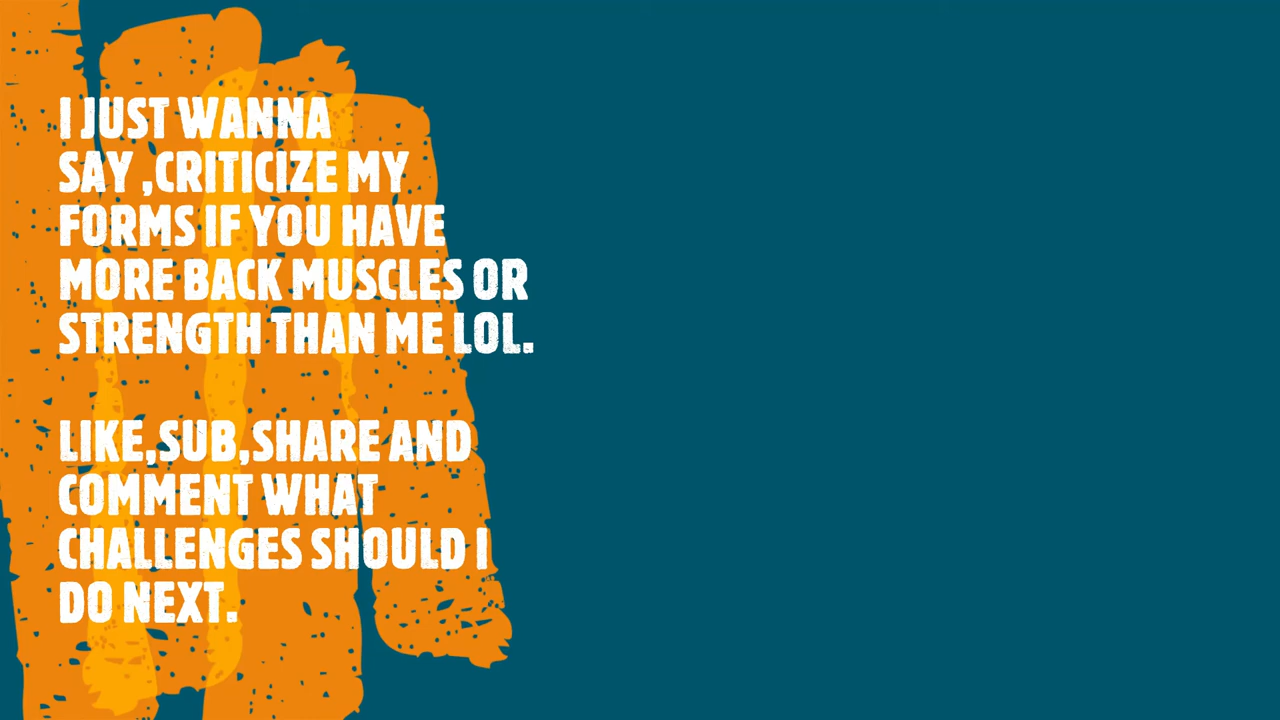 I JUST WANNA
SAY ,CRITICIZE MY
FORMS IF YOU HAVE
MORE BACK MUSCLES OR
STRENGTH THAN ME LOL.
LIKE,SUB,SHARE AND
COMMENT WHAT
CHALLENGES SHOULD I
DO NEXT.